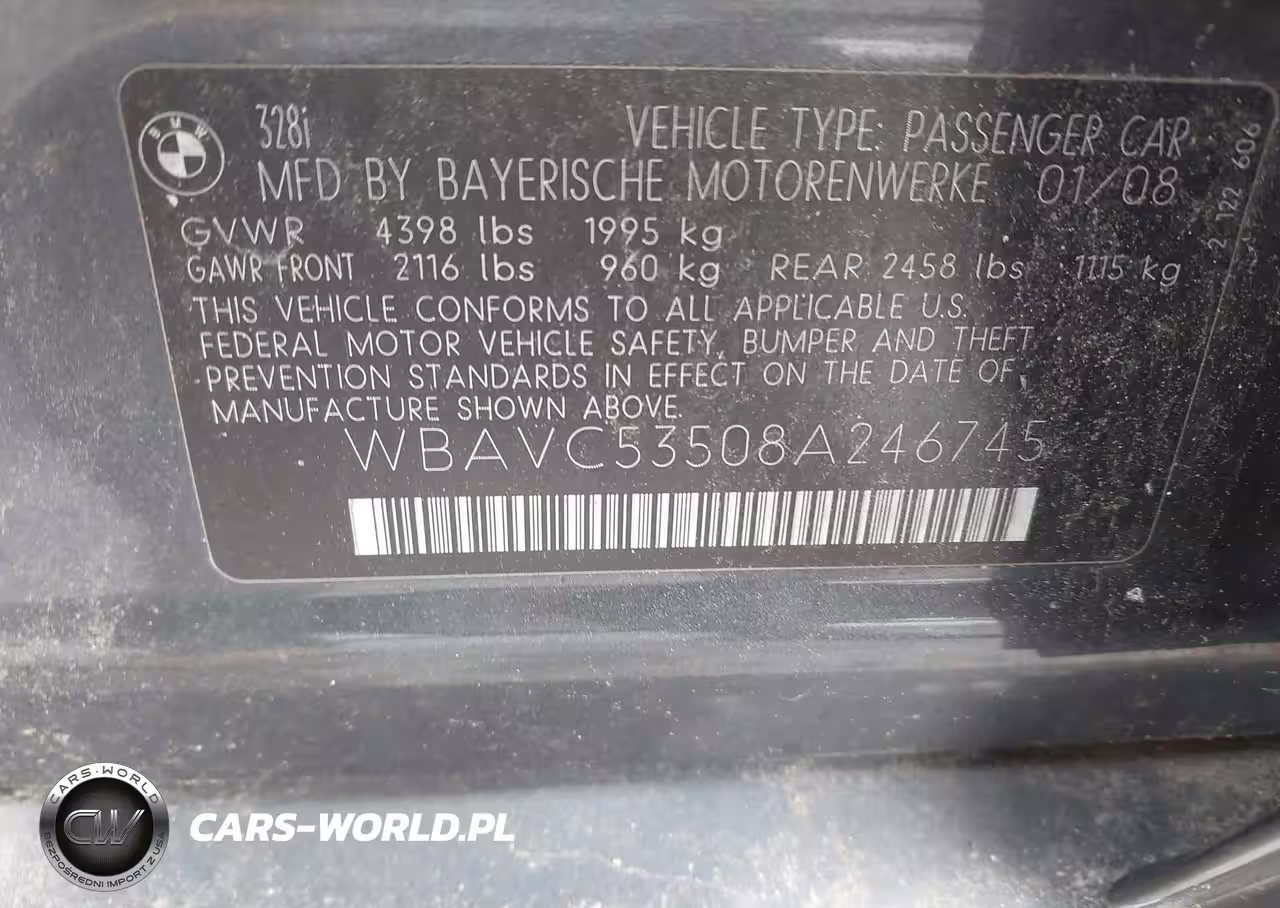 BMW
328i VEHICLE TYPE: PASSENGER CAR
MFD BY BAYERISCHE MOTORENWERKE 01/08
GVWR 4398 lbs 1995 kg
GAWR FRONT 2116 lbs 960 kg REAR 2458 lbs 1115 kg
THIS VEHICLE CONFORMS TO ALL APPLICABLE U.S.
FEDERAL MOTOR VEHICLE SAFETY, BUMPER AND THEFT
PREVENTION STANDARDS IN EFFECT ON THE DATE OF
MANUFACTURE SHOWN ABOVE.
WBAVC53508A246745
2 122 606
CARS-WORLD
CW
BEZPOŚREDNI IMPORT Z USA
CARS-WORLD.PL